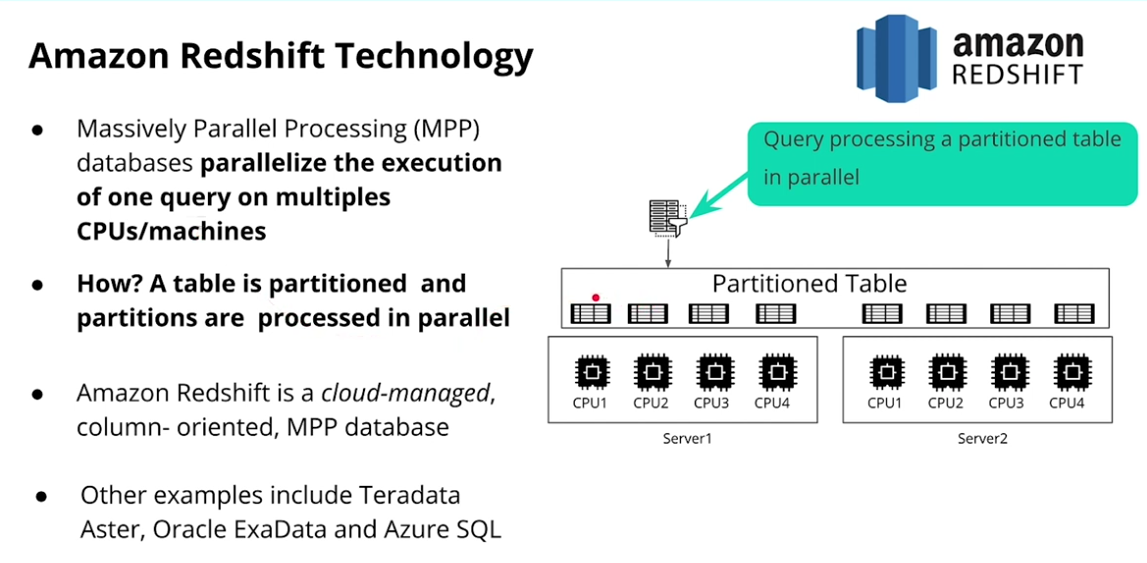 Amazon Redshift Technology
amazon
REDSHIFT
● Massively Parallel Processing (MPP)
databases parallelize the execution
of one query on multiples
CPUs/machines
● How? A table is partitioned and
partitions are processed in parallel
● Amazon Redshift is a cloud-managed,
column- oriented, MPP database
● Other examples include Teradata
Aster, Oracle ExaData and Azure SQL
Query processing a partitioned table
in parallel
Partitioned Table
CPU1 CPU2 CPU3 CPU4
Server1
CPU1 CPU2 CPU3 CPU4
Server2